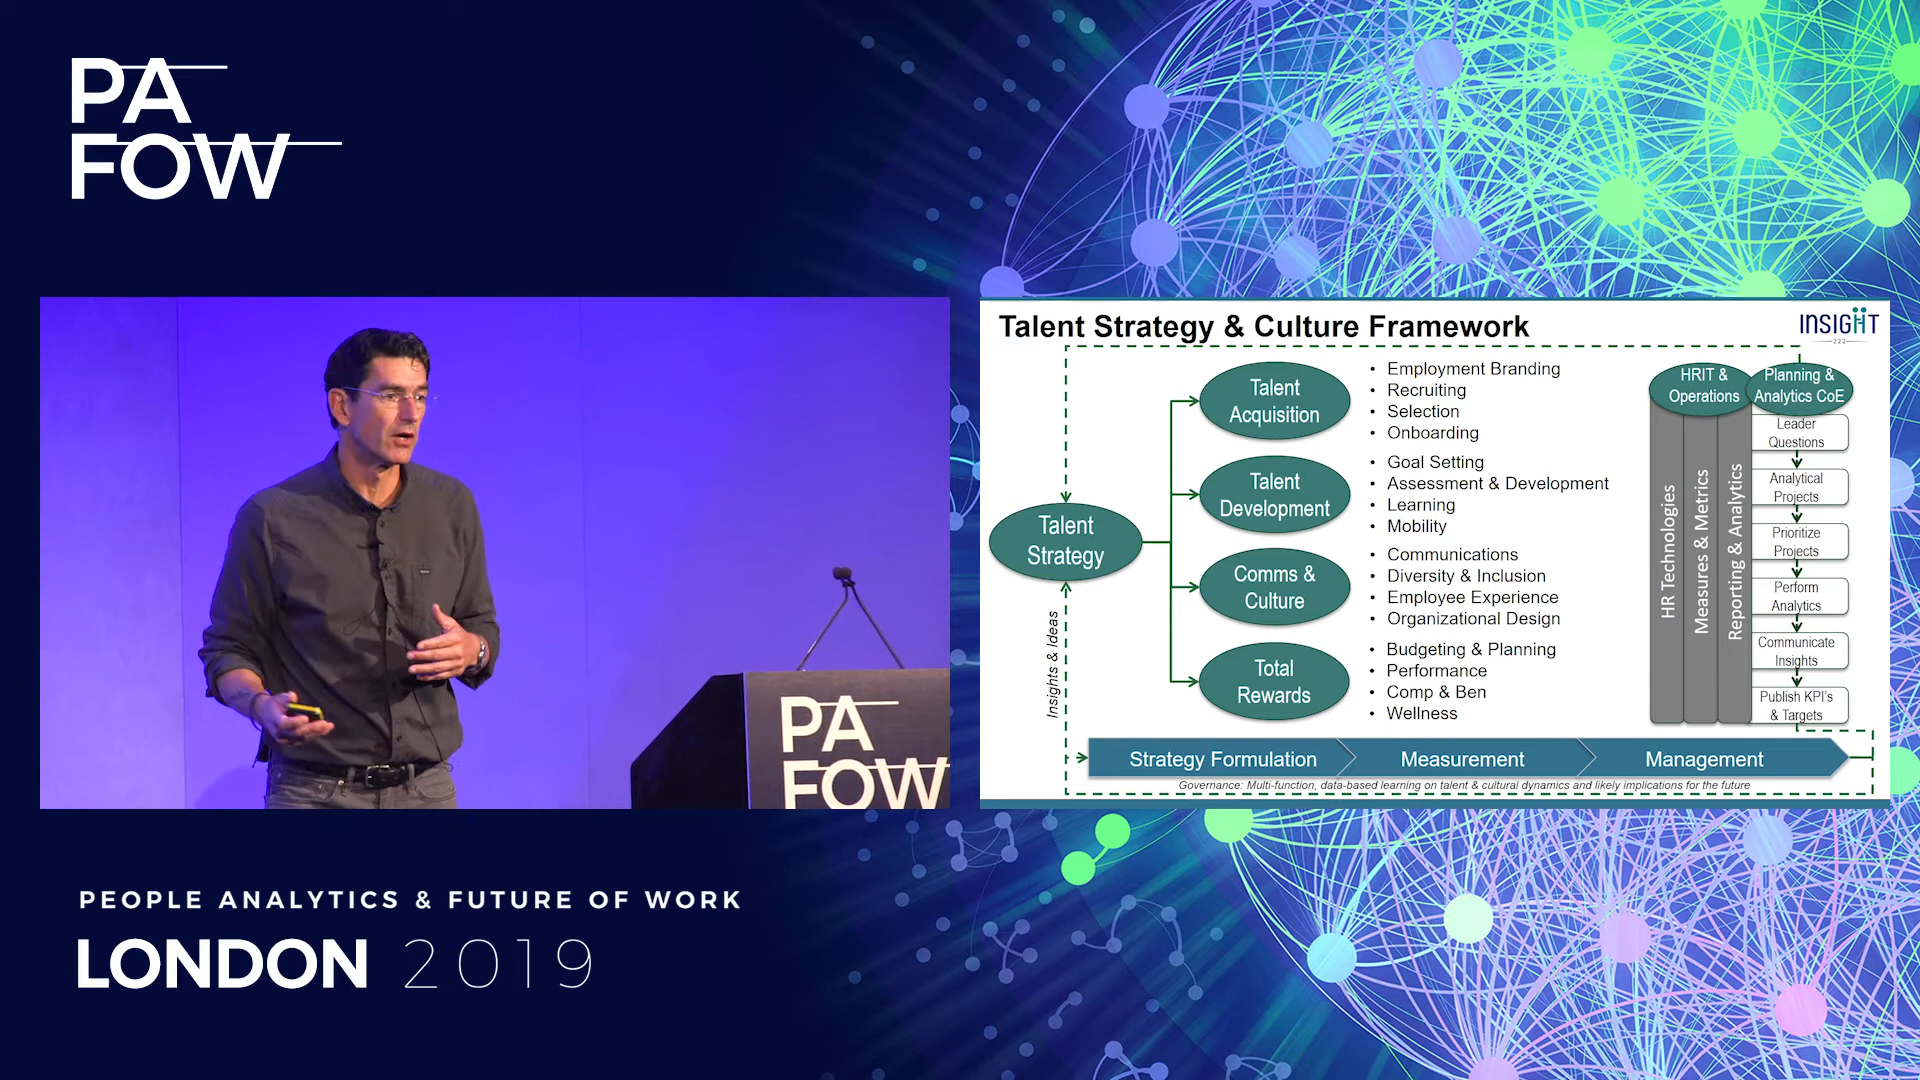 PA
FOW
PA
FOW
Talent Strategy & Culture Framework
INSIGHT
222
Talent
Strategy
Insights & Ideas
Talent
Acquisition
• Employment Branding
• Recruiting
• Selection
• Onboarding
Talent
Development
• Goal Setting
• Assessment & Development
• Learning
• Mobility
Comms &
Culture
• Communications
• Diversity & Inclusion
• Employee Experience
• Organizational Design
Total
Rewards
• Budgeting & Planning
• Performance
• Comp & Ben
• Wellness
HRIT &
Operations
HR Technologies
Measures & Metrics
Reporting & Analytics
Planning &
Analytics CoE
Leader
Questions
Analytical
Projects
Prioritize
Projects
Perform
Analytics
Communicate
Insights
Publish KPI's
& Targets
Strategy Formulation
Measurement
Management
Governance: Multi-function, data-based learning on talent & cultural dynamics and likely implications for the future
PEOPLE ANALYTICS & FUTURE OF WORK
LONDON 2019